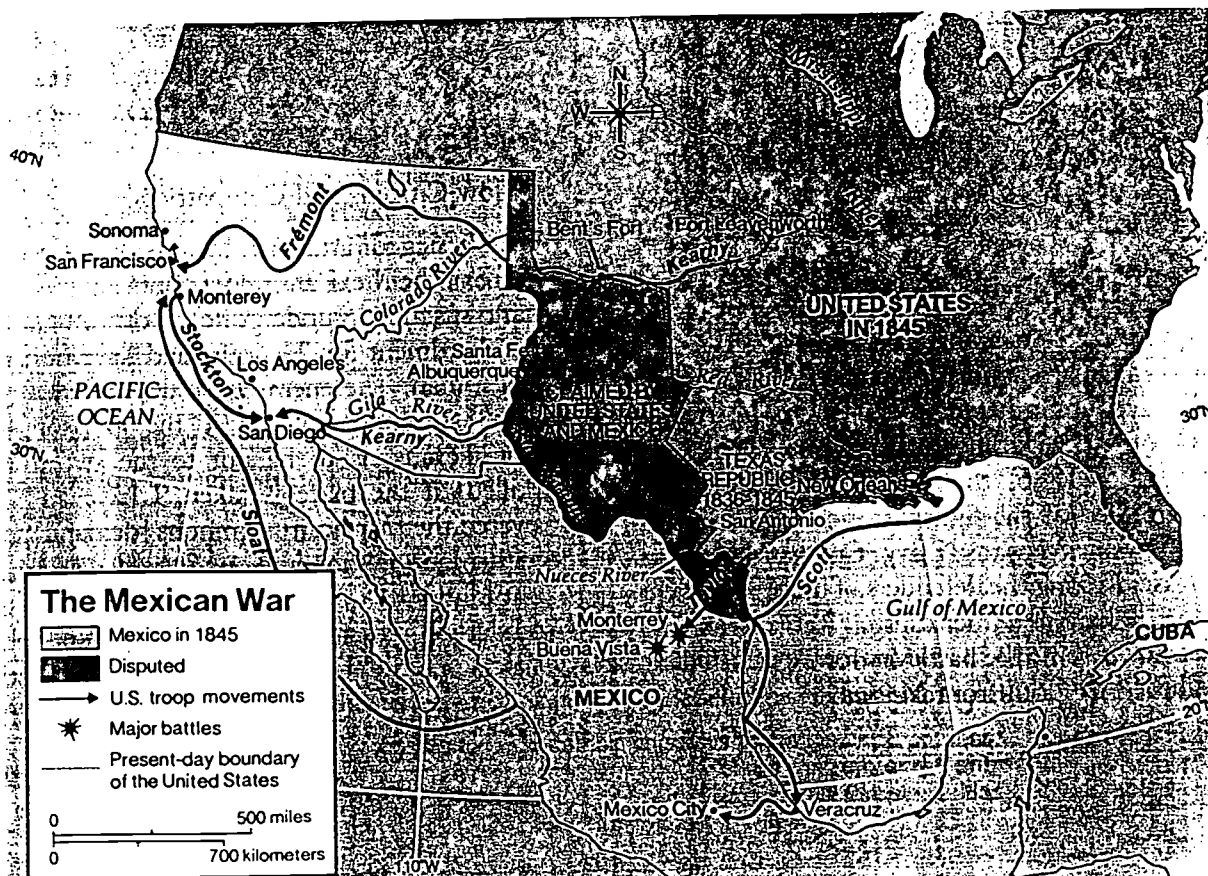 N
W
S
40°N
Frémont
Sonoma
San Francisco
Bent's Fort
Fort Leavenworth
Kearny
Monterey
Colorado River
UNITED STATES
IN 1845
Stockton
Los Angeles
Santa Fe
Albuquerque
PACIFIC
OCEAN
CLAIMED BY
UNITED STATES
AND MEXICO
Gila River
Kearny
San Diego
30°N
30°N
TEXAS
REPUBLIC
1836-1845
New Orleans
San Antonio
Sloat
Scott
Nueces River
Gulf of Mexico
Monterrey
Buena Vista
CUBA
MEXICO
20°
Mexico City
Veracruz
110°W
The Mexican War
Mexico in 1845
Disputed
U.S. troop movements
Major battles
Present-day boundary
of the United States
0 500 miles
0 700 kilometers